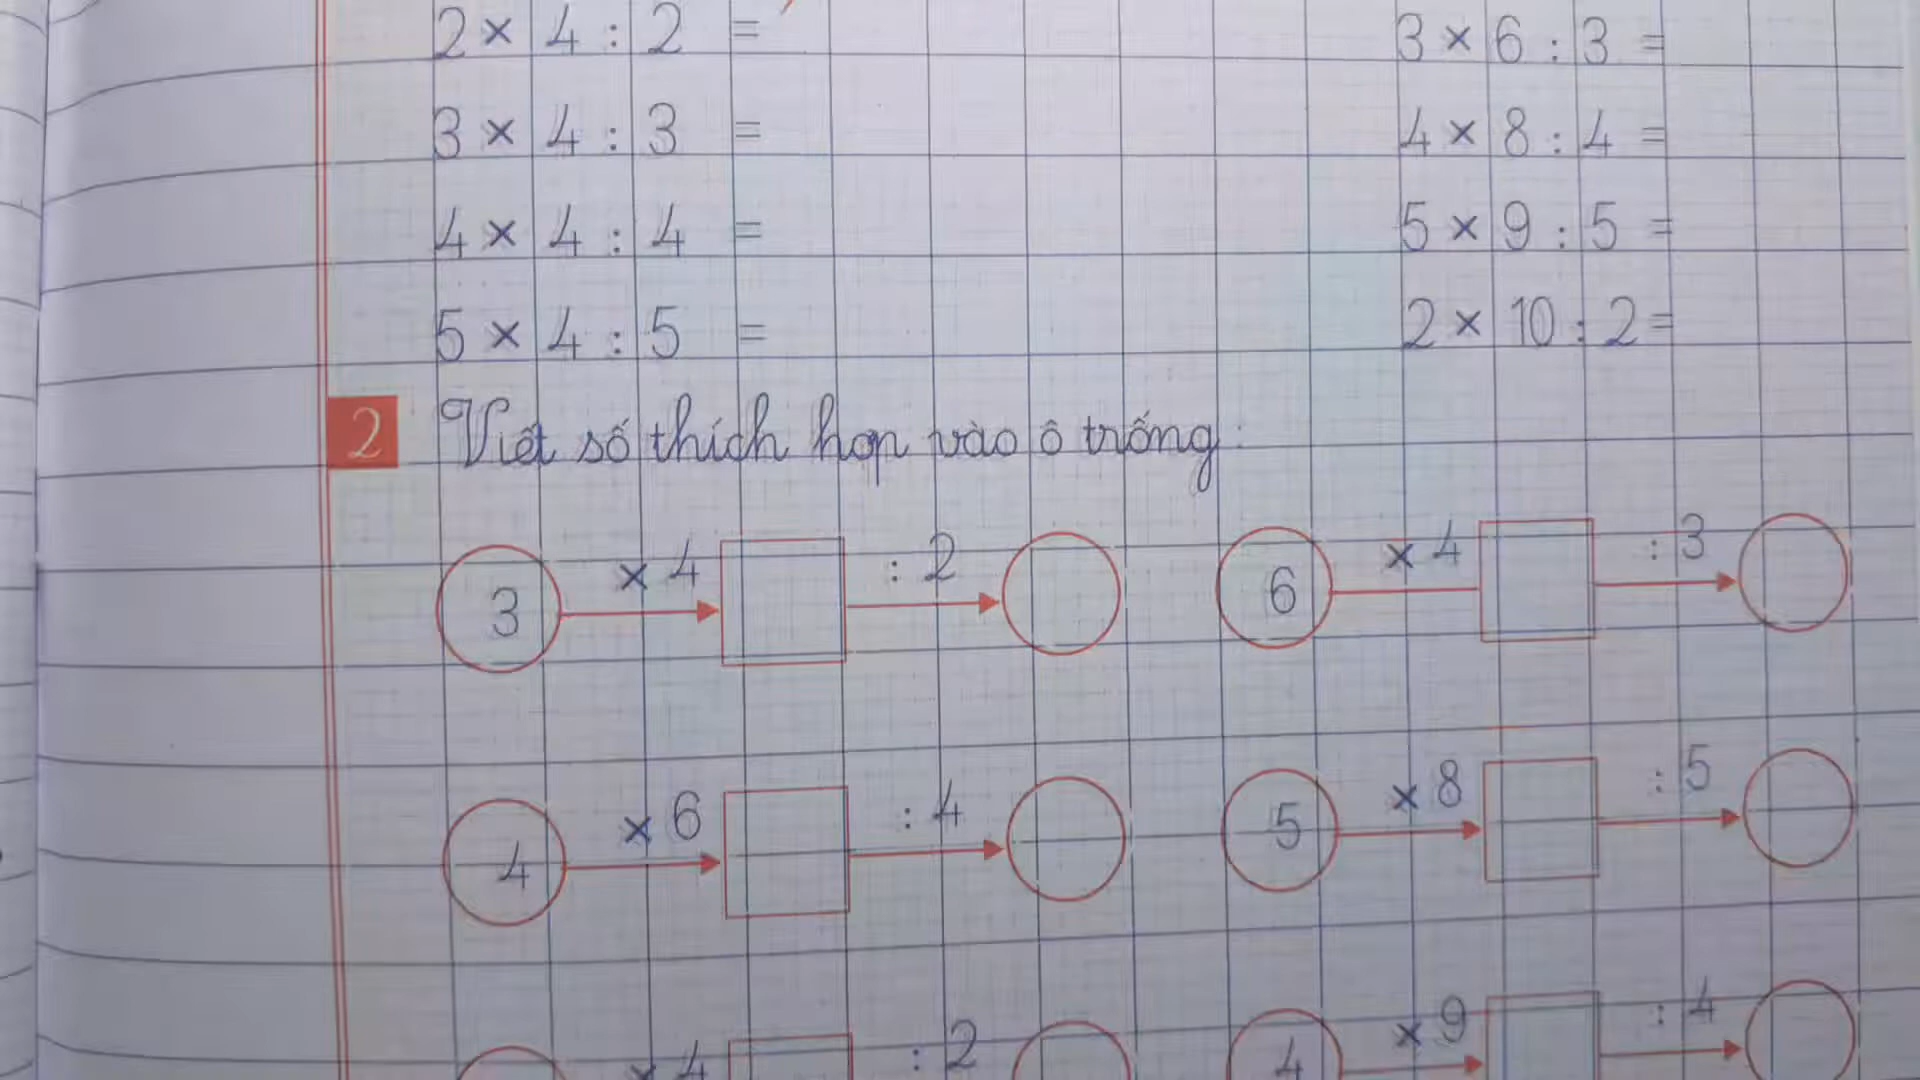 2 × 4 : 2 =
3 × 6 : 3 =
3 × 4 : 3 =
4 × 8 : 4 =
4 × 4 : 4 =
5 × 9 : 5 =
5 × 4 : 5 =
2 × 10 : 2 =
2 Viết số thích hợp vào ô trống :
3 × 4 : 2
6 × 4 : 3
4 × 6 : 4
5 × 8 : 5
× 4 : 2
4 × 9 : 4